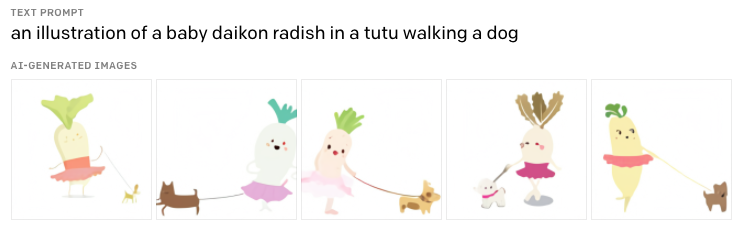 TEXT PROMPT
an illustration of a baby daikon radish in a tutu walking a dog
AI-GENERATED IMAGES